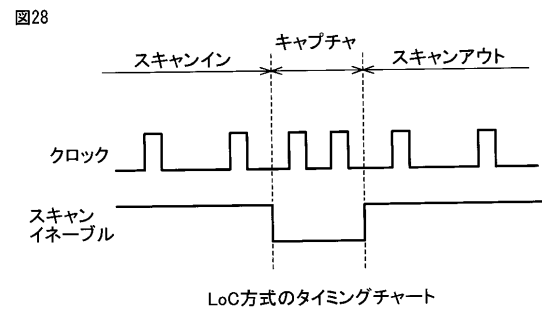 図28
キャプチャ
スキャンイン
スキャンアウト
クロック
スキャン
イネーブル
LoC方式のタイミングチャート